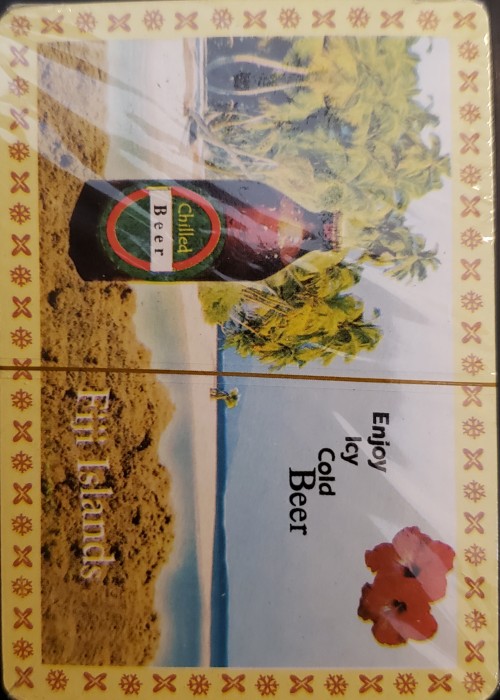 Enjoy
Icy
Cold
Beer
Chilled
Beer
Fiji Islands